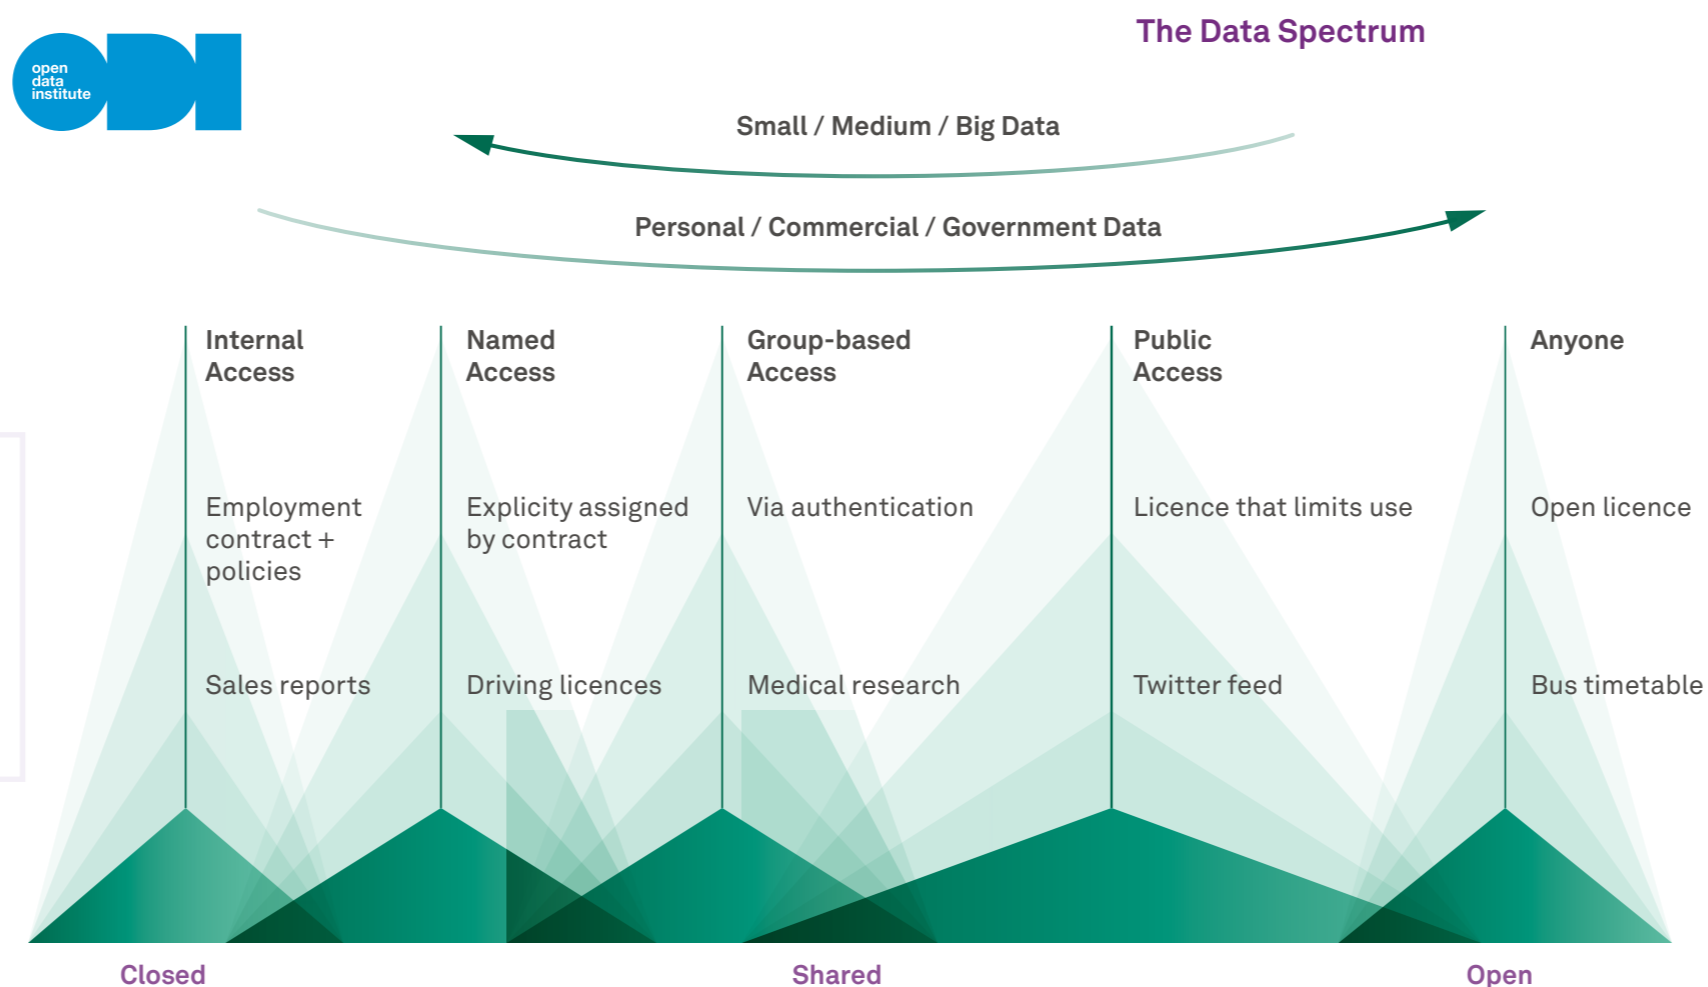 The Data Spectrum
open
data
institute
ODI
Small / Medium / Big Data
Personal / Commercial / Government Data
Internal
Access
Named
Access
Group-based
Access
Public
Access
Anyone
Employment
contract +
policies
Explicity assigned
by contract
Via authentication
Licence that limits use
Open licence
Sales reports
Driving licences
Medical research
Twitter feed
Bus timetable
Closed
Shared
Open